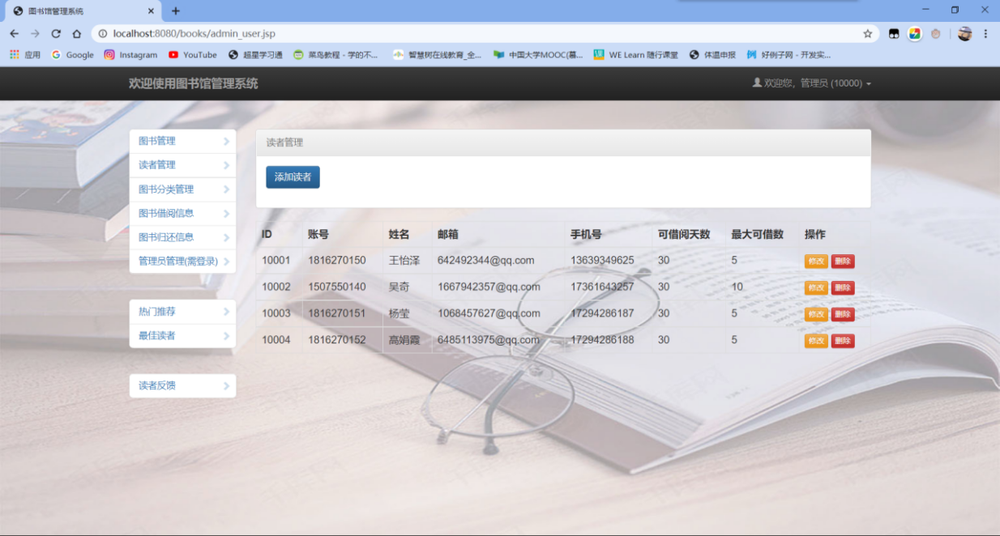 图书馆管理系统
localhost:8080/books/admin_user.jsp
应用 Google Instagram YouTube 超星学习通 菜鸟教程 - 学的不... 智慧树在线教育_全... 中国大学MOOC(慕... WE Learn 随行课堂 体温申报 好例子网 - 开发实...
欢迎使用图书馆管理系统 欢迎您，管理员 (10000)
图书管理
读者管理
图书分类管理
图书借阅信息
图书归还信息
管理员管理(需登录)
热门推荐
最佳读者
读者反馈
读者管理
添加读者
ID 账号 姓名 邮箱 手机号 可借阅天数 最大可借数 操作
10001 1816270150 王怡泽 642492344@qq.com 13639349625 30 5 修改 删除
10002 1507550140 吴奇 1667942357@qq.com 17361643257 30 10 修改 删除
10003 1816270151 杨莹 1068457627@qq.com 17294286187 30 5 修改 删除
10004 1816270152 高娟霞 6485113975@qq.com 17294286188 30 5 修改 删除